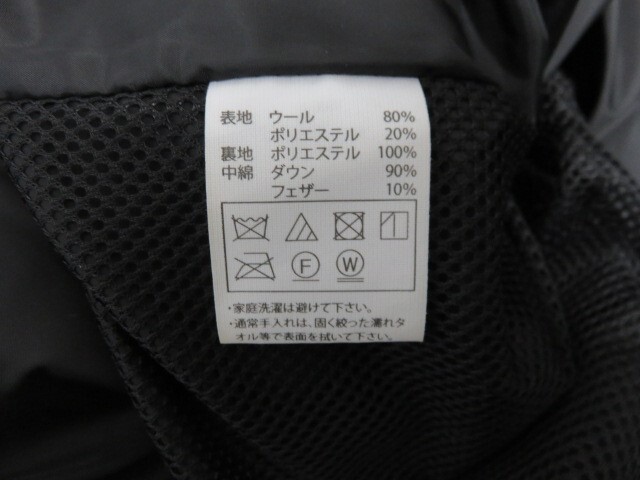 表地 ウール 80%
ポリエステル 20%
裏地 ポリエステル 100%
中綿 ダウン 90%
フェザー 10%
F W
・家庭洗濯は避けて下さい。
・通常手入れは、固く絞った濡れタ
オル等で表面を拭いて下さい。